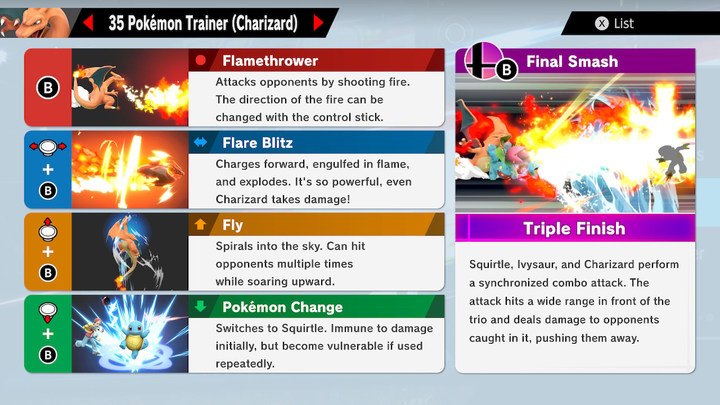 35 Pokémon Trainer (Charizard)
X List
B
Flamethrower
Attacks opponents by shooting fire.
The direction of the fire can be
changed with the control stick.
+
B
Flare Blitz
Charges forward, engulfed in flame,
and explodes. It's so powerful, even
Charizard takes damage!
+
B
Fly
Spirals into the sky. Can hit
opponents multiple times
while soaring upward.
+
B
Pokémon Change
Switches to Squirtle. Immune to damage
initially, but become vulnerable if used
repeatedly.
B
Final Smash
Triple Finish
Squirtle, Ivysaur, and Charizard perform
a synchronized combo attack. The
attack hits a wide range in front of the
trio and deals damage to opponents
caught in it, pushing them away.